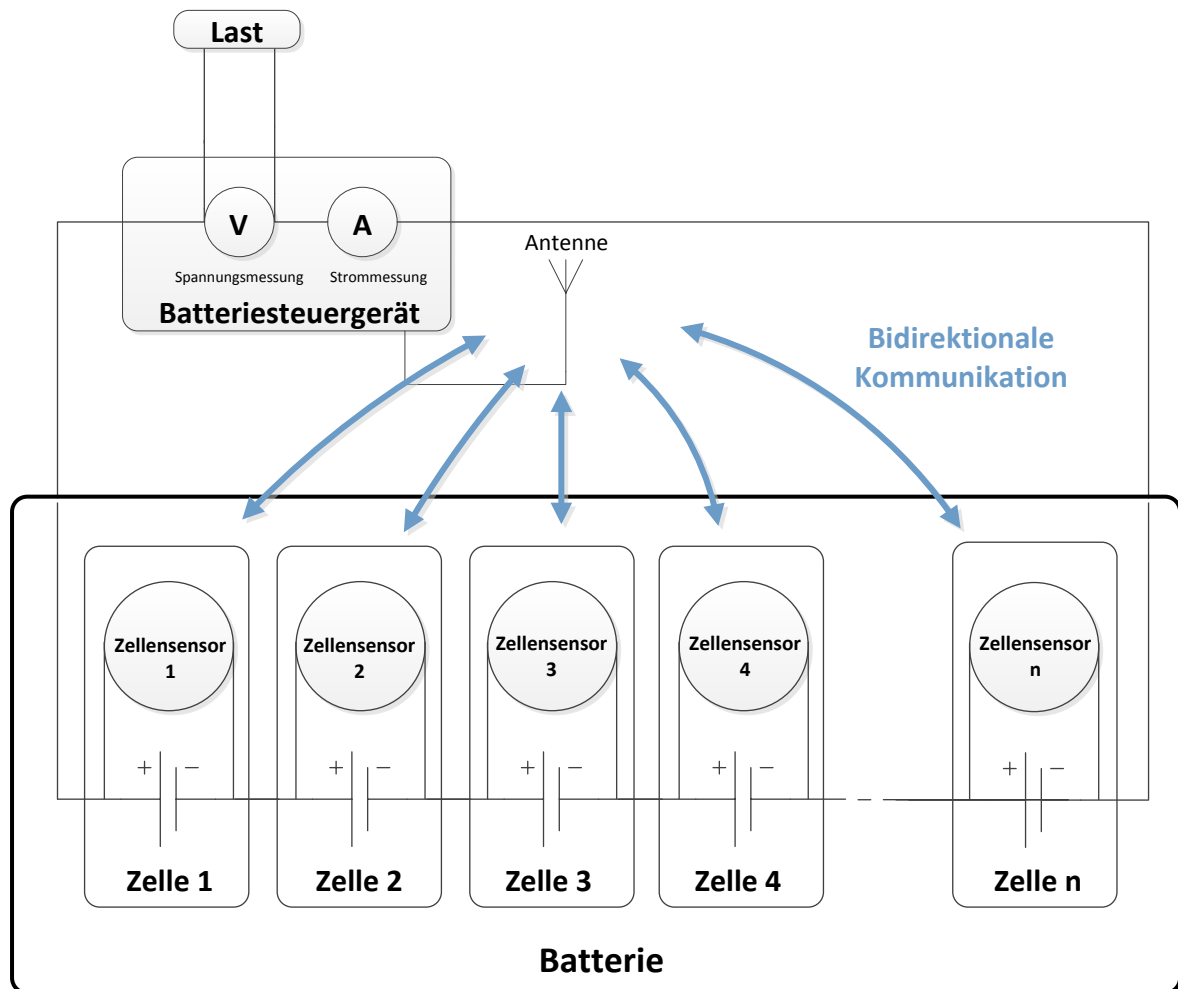 Last
V
A
Spannungsmessung
Strommessung
Batteriesteuergerät
Antenne
Bidirektionale
Kommunikation
Zellensensor
1
Zellensensor
2
Zellensensor
3
Zellensensor
4
Zellensensor
n
+ −
+ −
+ −
+ −
+ −
Zelle 1
Zelle 2
Zelle 3
Zelle 4
Zelle n
Batterie